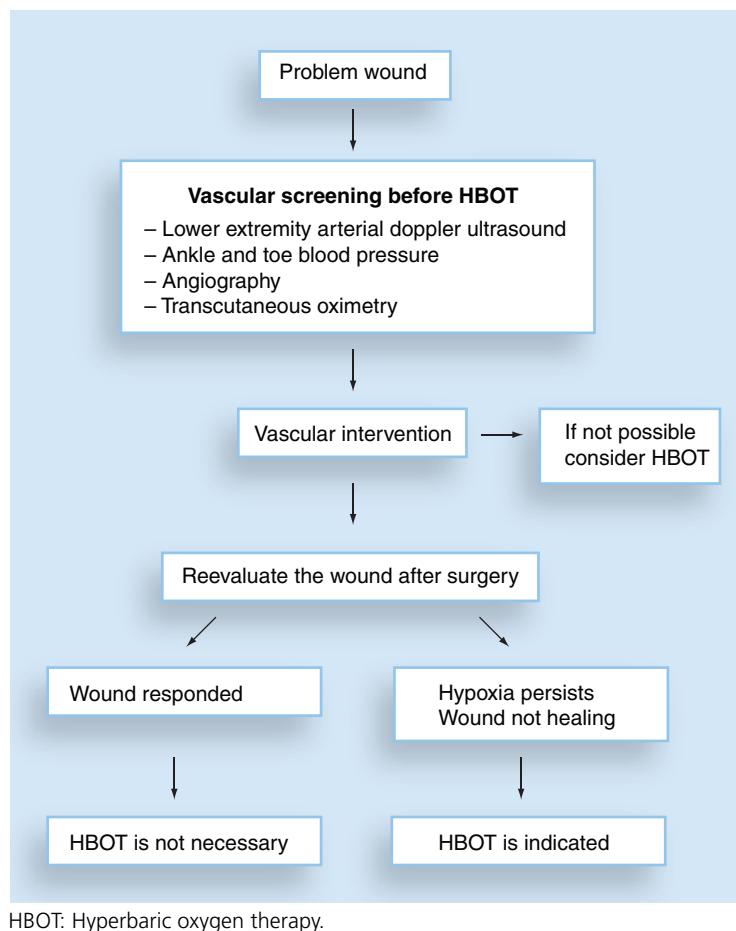 Problem wound
Vascular screening before HBOT
– Lower extremity arterial doppler ultrasound
– Ankle and toe blood pressure
– Angiography
– Transcutaneous oximetry
Vascular intervention
If not possible
consider HBOT
Reevaluate the wound after surgery
Wound responded
Hypoxia persists
Wound not healing
HBOT is not necessary
HBOT is indicated
HBOT: Hyperbaric oxygen therapy.